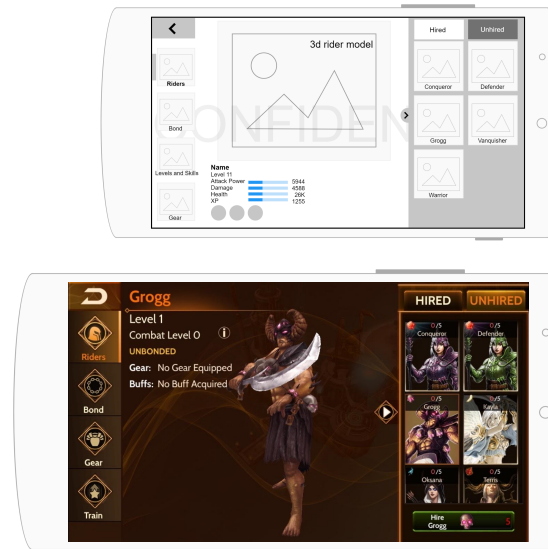 Hired Unhired
3d rider model
Riders
Bond
Levels and Skills
Gear
CONFIDEN
Conqueror Defender
Grogg Vanquisher
Warrior
Name
Level 11
Attack Power 5944
Damage 4588
Health 26K
XP 1255
Grogg
Level 1
Combat Level 0 i
UNBONDED
Gear: No Gear Equipped
Buffs: No Buff Acquired
Riders
Bond
Gear
Train
HIRED UNHIRED
0/5 0/5
Conqueror Defender
0/5 0/5
Grogg Kayla
0/5 0/5
Oksana Terris
Hire
Grogg 5